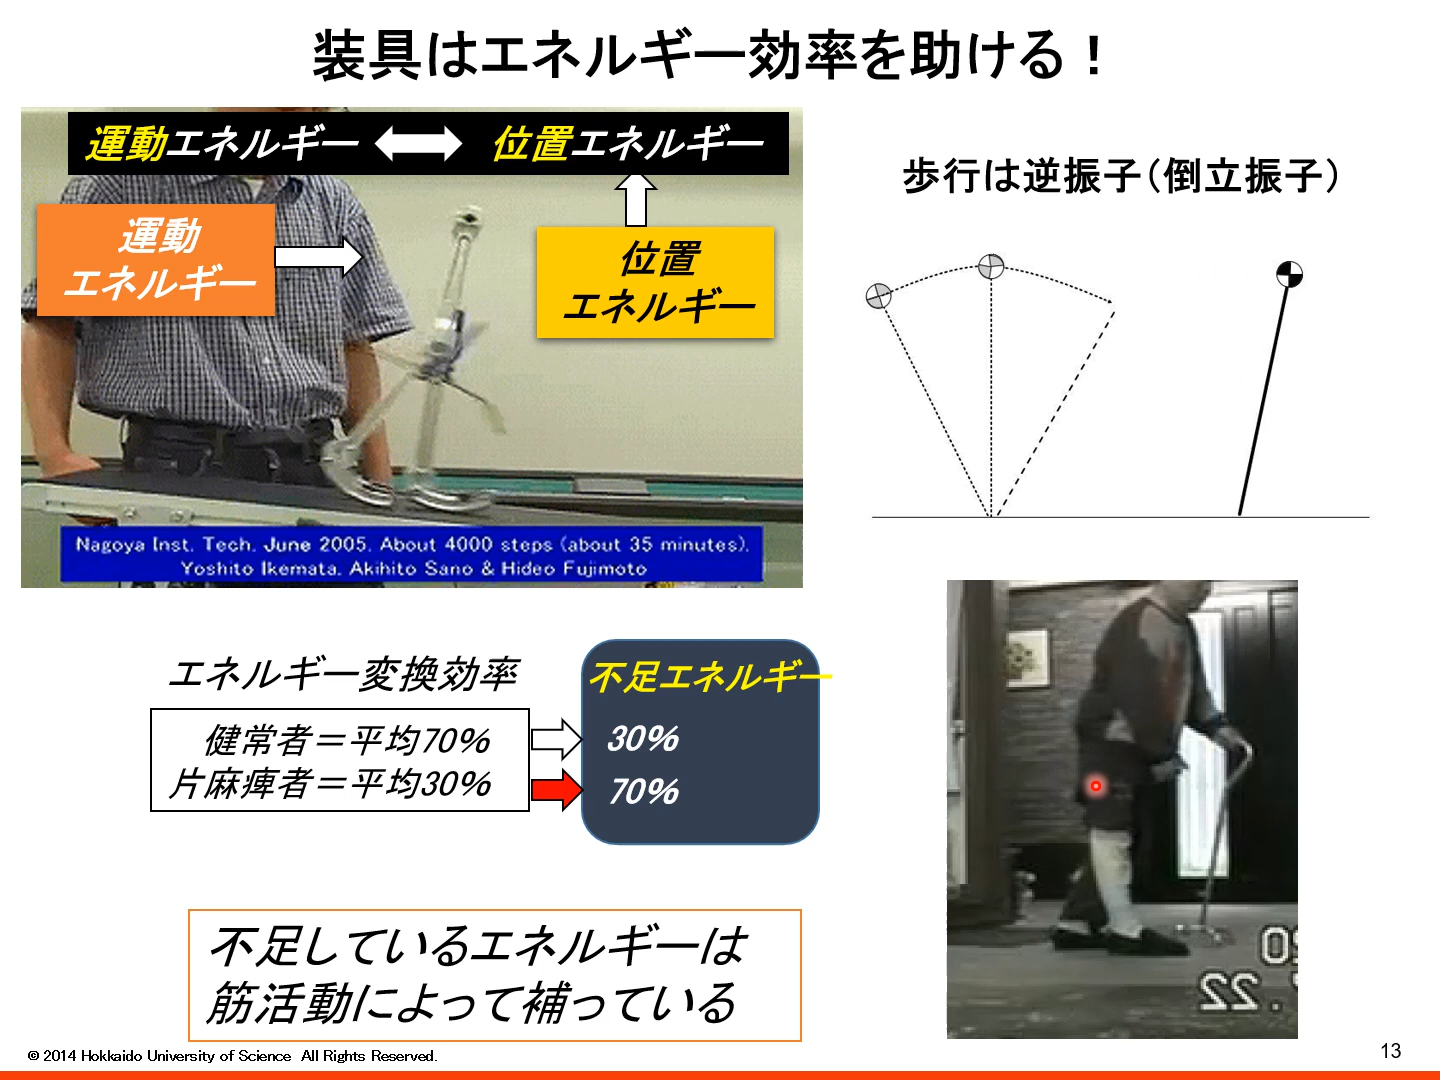 装具はエネルギー効率を助ける！
運動エネルギー
位置エネルギー
運動
エネルギー
位置
エネルギー
Nagoya Inst. Tech. June 2005. About 4000 steps (about 35 minutes).
Yoshito Ikemata, Akihito Sano & Hideo Fujimoto
歩行は逆振子（倒立振子）
エネルギー変換効率
健常者＝平均70%
片麻痺者＝平均30%
不足エネルギー
30%
70%
不足しているエネルギーは
筋活動によって補っている
© 2014 Hokkaido University of Science All Rights Reserved.
13